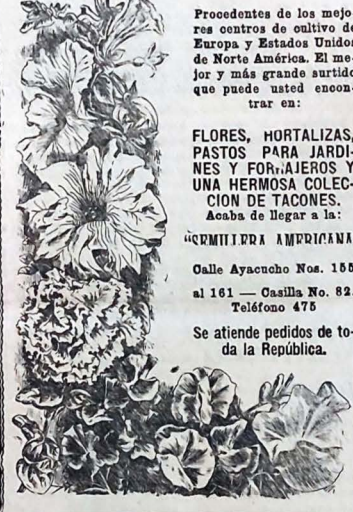 Procedentes de los mejo
res centros de cultivo de
Europa y Estados Unidos
de Norte América. El me-
jor y más grande surtido
que puede usted encon-
trar en:
FLORES, HORTALIZAS,
PASTOS PARA JARDI-
NES Y FORRAJEROS Y
UNA HERMOSA COLEC-
CION DE TACONES.
Acaba de llegar a la:
"SEMILLERA AMERICANA
Calle Ayacucho Nos. 155
al 161 — Casilla No. 82.
Teléfono 475
Se atiende pedidos de to-
da la República.